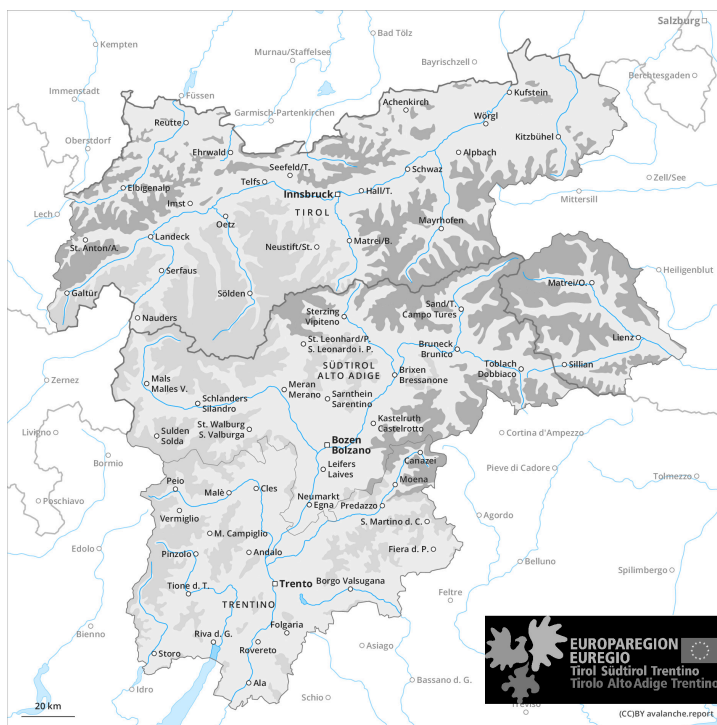 Salzburg
Kempten
Bad Tölz
Murnau/Staffelsee
Bayrischzell
Berchtesgaden
Immenstadt
Füssen
Kufstein
Achenkirch
Garmisch-Partenkirchen
Wörgl
Reutte
Kitzbühel
Oberstdorf
Ehrwald
Alpbach
Seefeld/T.
Schwaz
Zell/See
Telfs
Elbigenalp
Innsbruck
Hall/T.
Mittersill
Imst
TIROL
Lech
Oetz
Mayrhofen
Landeck
Matrei/B.
St. Anton/A.
Neustift/St.
Serfaus
Heiligenblut
Matrei/O.
Galtür
Sölden
Sand/T.
Campo Tures
Nauders
Sterzing
Vipiteno
Lienz
St. Leonhard/P.
S. Leonardo i. P.
Bruneck
Brunico
Toblach
Dobbiaco
Sillian
SÜDTIROL
ALTO ADIGE
Brixen
Bressanone
Zernez
Mals
Malles V.
Meran
Merano
Sarnthein
Sarentino
Schlanders
Silandro
St. Walburg
S. Valburga
Kastelruth
Castelrotto
Livigno
Sulden
Solda
Bozen
Bolzano
Cortina d'Ampezzo
Canazei
Bormio
Leifers
Laives
Pieve di Cadore
Tolmezzo
Peio
Moena
Malè
Cles
Neumarkt
Egna
Predazzo
Poschiavo
Vermiglio
Agordo
S. Martino d. C.
M. Campiglio
Edolo
Pinzolo
Andalo
Fiera d. P.
Belluno
Spilimbergo
Tione d. T.
Trento
Borgo Valsugana
Feltre
TRENTINO
Bienno
Folgaria
Riva d. G.
Rovereto
Asiago
Storo
EUROPAREGION
EUREGIO
Tirol Südtirol Trentino
Tirolo Alto Adige Trentino
Ala
Bassano d. G.
Idro
Schio
Treviso
20 km
(CC)BY avalanche.report